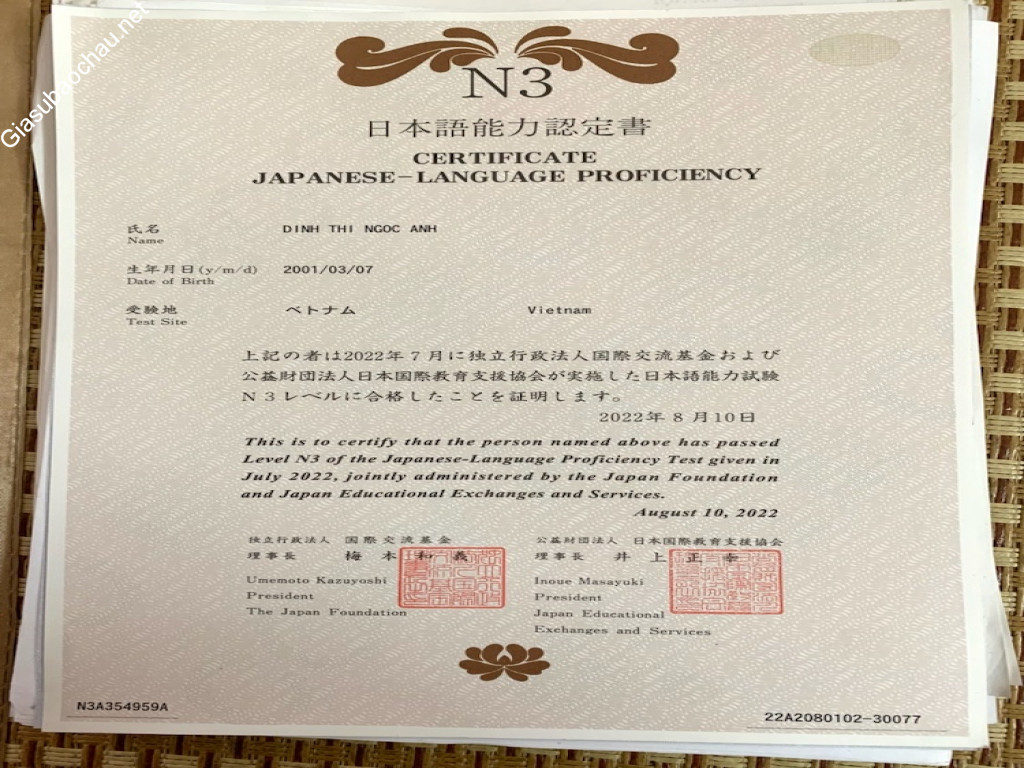 Giasubaochau.net
N3
日本語能力認定書
CERTIFICATE
JAPANESE-LANGUAGE PROFICIENCY
氏名 DINH THI NGOC ANH
Name
生年月日(y/m/d) 2001/03/07
Date of Birth
受験地 ベトナム Vietnam
Test Site
上記の者は2022年7月に独立行政法人国際交流基金および
公益財団法人日本国際教育支援協会が実施した日本語能力試験
N3レベルに合格したことを証明します。
2022年8月10日
This is to certify that the person named above has passed
Level N3 of the Japanese-Language Proficiency Test given in
July 2022, jointly administered by the Japan Foundation
and Japan Educational Exchanges and Services.
August 10, 2022
独立行政法人 国際交流基金
理事長 梅本和義
Umemoto Kazuyoshi
President
The Japan Foundation
公益財団法人 日本国際教育支援協会
理事長 井上正幸
Inoue Masayuki
President
Japan Educational
Exchanges and Services
N3A354959A
22A2080102-30077